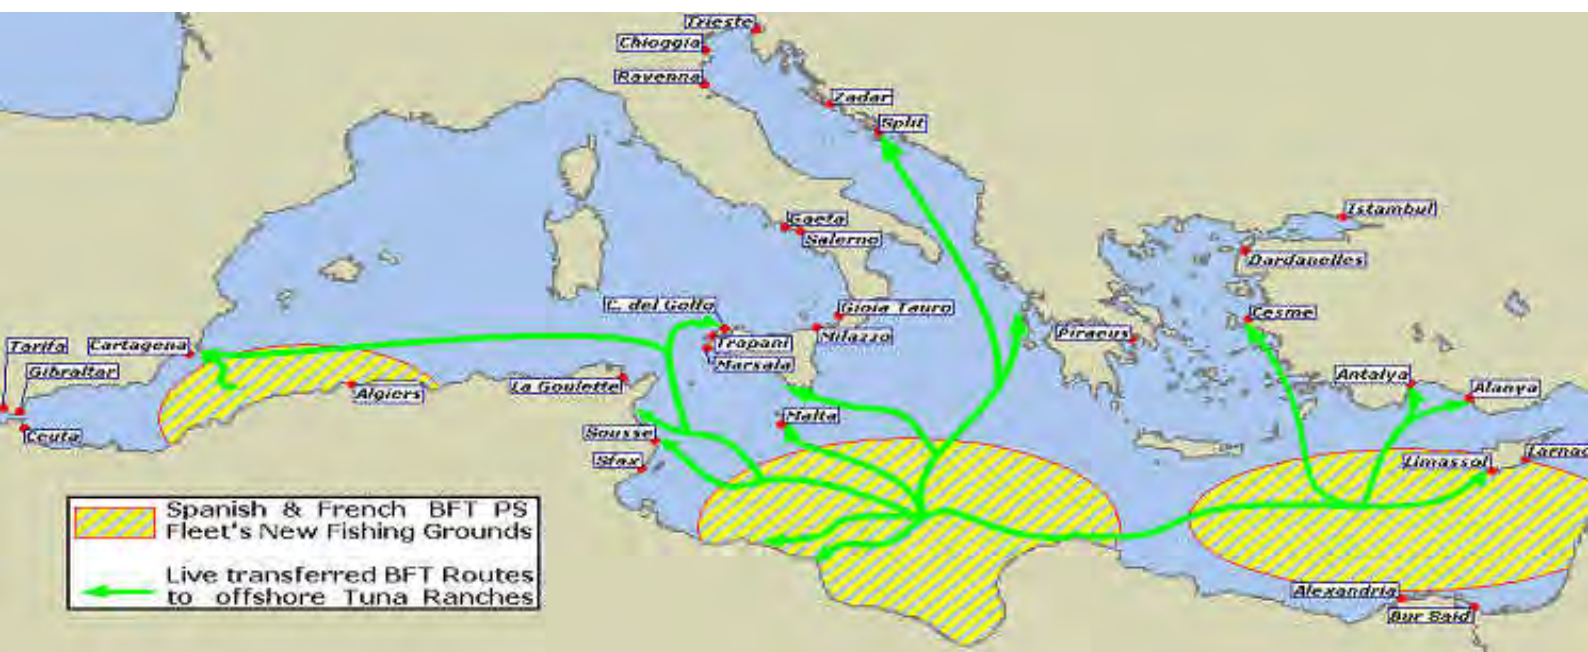 Trieste
Chioggia
Ravenna
Zadar
Split
Istambul
Gaeta
Salerno
Dardanelles
C. del Golfo
Gioia Tauro
Cesme
Milazzo
Piraeus
Tarifa
Cartagena
Trapani
Marsala
Gibraltar
La Goulette
Algiers
Antalya
Alanya
Malta
Ceuta
Sousse
Sfax
Limassol
Larnac
Spanish & French BFT PS
Fleet's New Fishing Grounds
Live transferred BFT Routes
to offshore Tuna Ranches
Alexandria
Bur Said